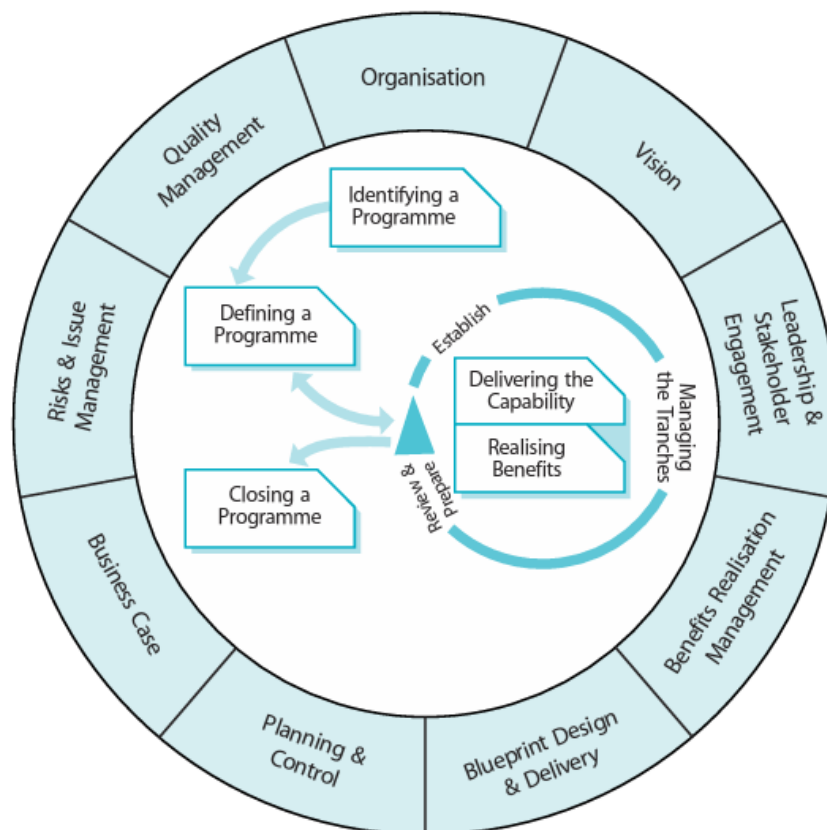 Organisation
Vision
Leadership &
Stakeholder
Engagement
Benefits Realisation
Management
Blueprint Design
& Delivery
Planning &
Control
Business Case
Risks & Issue
Management
Quality
Management
Identifying a
Programme
Defining a
Programme
Closing a
Programme
Establish
Managing
the Tranches
Review &
Prepare
Delivering the
Capability
Realising
Benefits